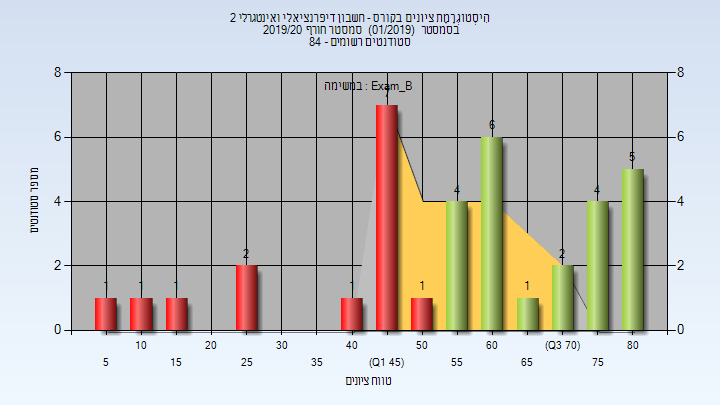 היסטוגרמת ציונים בקורס - חשבון דיפרנציאלי ואינטגרלי 2
בסמסטר (01/2019) סמסטר חורף 2019/20
סטודנטים רשומים - 84
במשימה : Exam_B
מספר סטודנטים
8 8
6 6
4 4
2 2
0 0
1 1 1 2 1 7 1 4 6 1 2 4 5
10 20 30 40 50 60 (Q3 70) 80
5 15 25 35 (Q1 45) 55 65 75
טווח ציונים